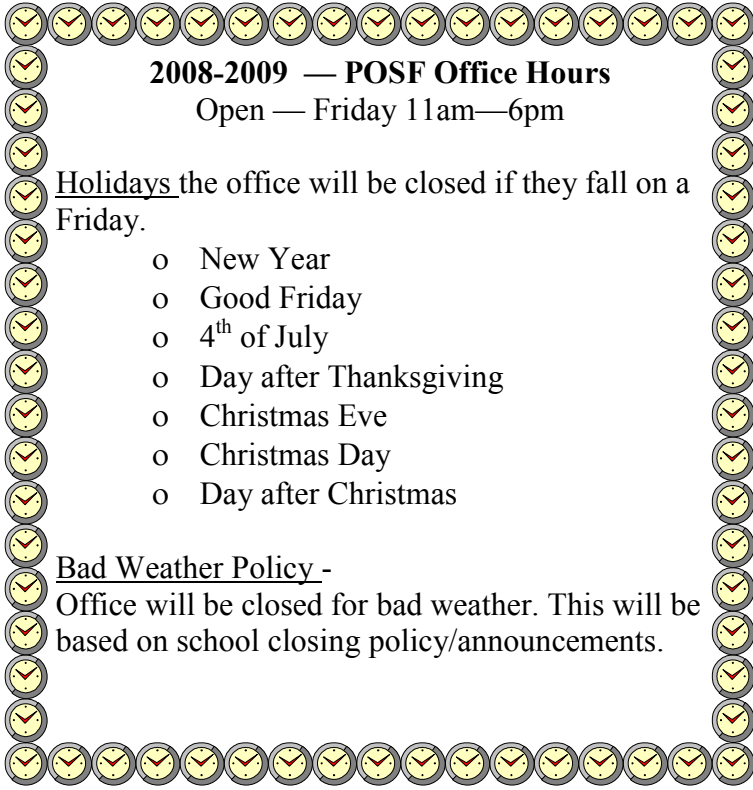 2008-2009 — POSF Office Hours
Open — Friday 11am—6pm
Holidays the office will be closed if they fall on a
Friday.
o New Year
o Good Friday
o 4th of July
o Day after Thanksgiving
o Christmas Eve
o Christmas Day
o Day after Christmas
Bad Weather Policy -
Office will be closed for bad weather. This will be
based on school closing policy/announcements.